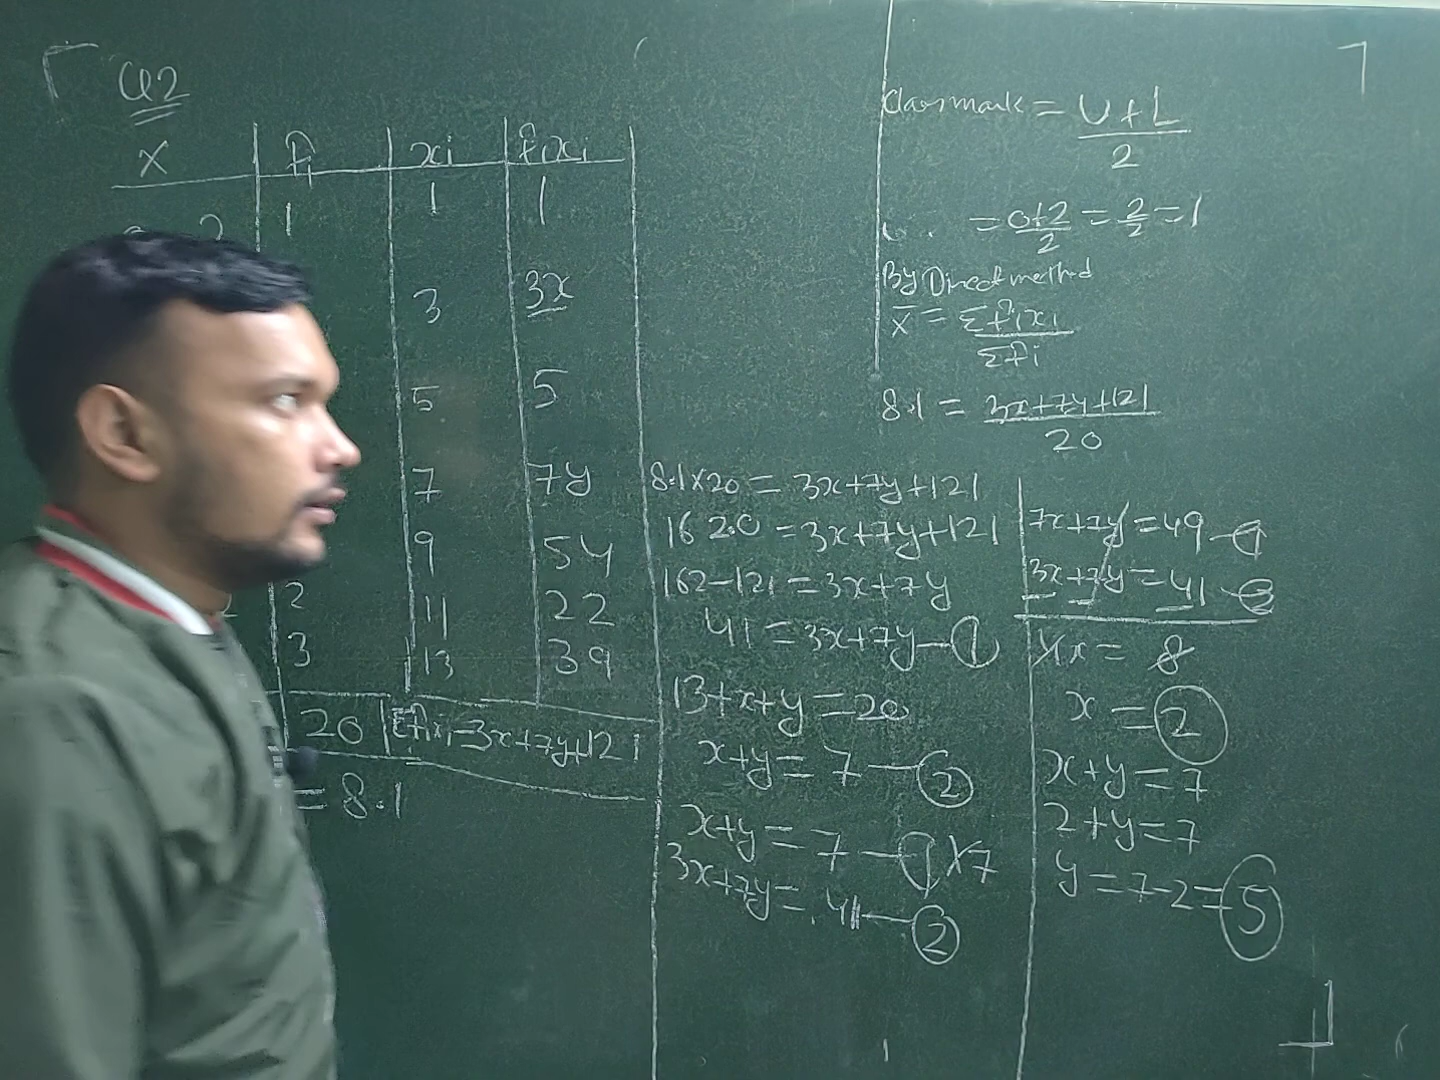 Q2
X fi xi fixi
2 1 1 1
3 3x
5 5
7 7y
9 54
2 11 22
3 13 39
20 Σfixi=3x+7y+121
= 8.1
Class mark = U+L/2
= 0+2/2 = 2/2 = 1
By Direct method
x̄ = Σfixi/Σfi
8.1 = 3x+7y+121/20
8.1×20 = 3x+7y+121
162.0 = 3x+7y+121
162-121 = 3x+7y
41 = 3x+7y - ①
13+x+y = 20
x+y = 7 - ②
x+y = 7 - ① ×7
3x+7y = 41 - ②
7x+7y = 49 - ①
3x+7y = 41 - ②
4x = 8
x = 2
x+y = 7
2+y = 7
y = 7-2 = 5